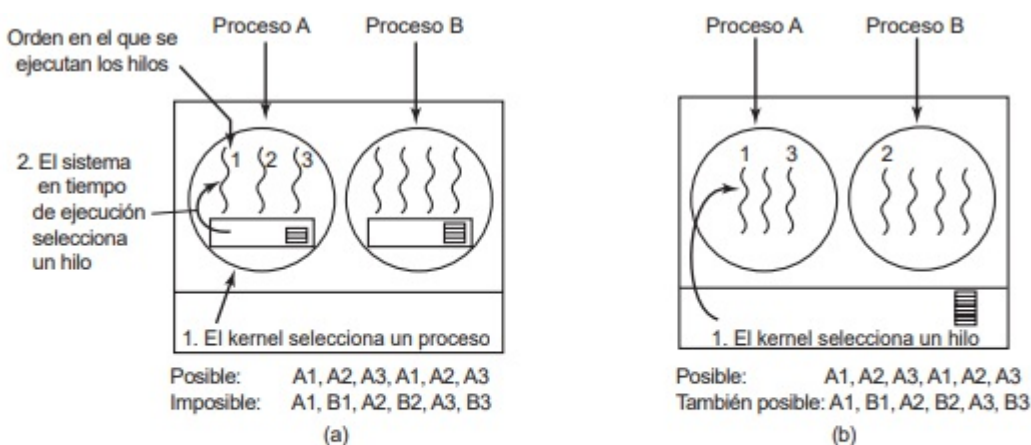 Orden en el que se
ejecutan los hilos
Proceso A
Proceso B
1
2
3
2. El sistema
en tiempo
de ejecución
selecciona
un hilo
1. El kernel selecciona un proceso
Posible: A1, A2, A3, A1, A2, A3
Imposible: A1, B1, A2, B2, A3, B3
(a)
Proceso A
Proceso B
1
3
2
1. El kernel selecciona un hilo
Posible: A1, A2, A3, A1, A2, A3
También posible: A1, B1, A2, B2, A3, B3
(b)